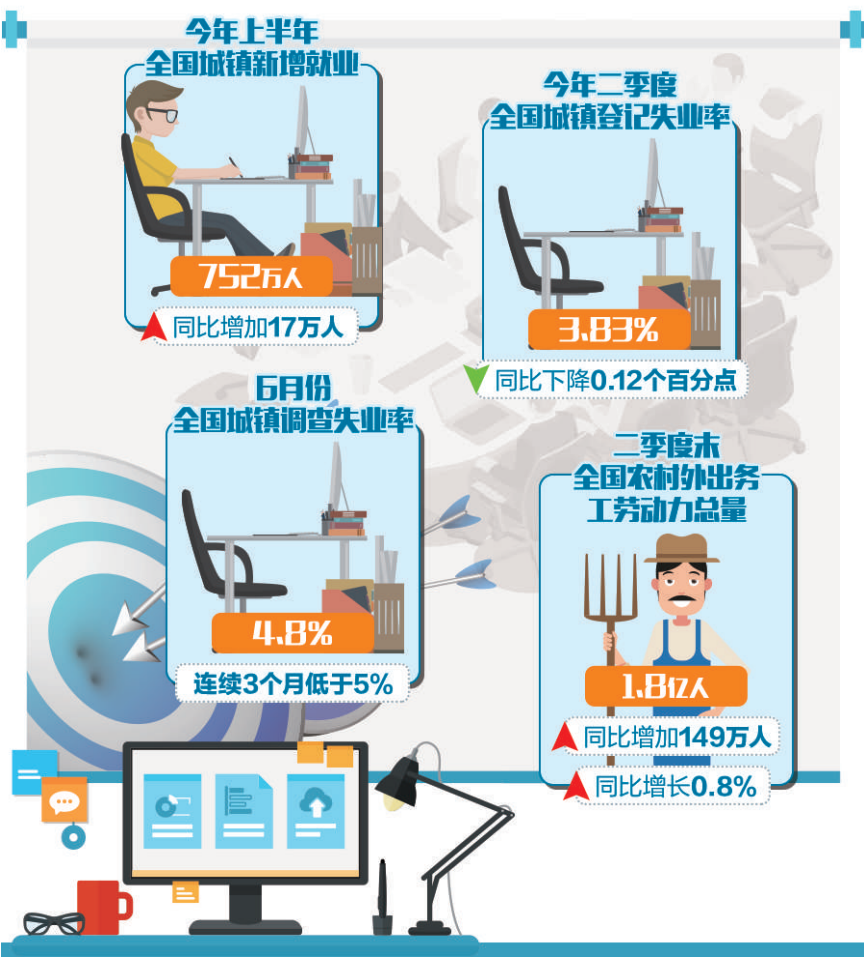 今年上半年
全国城镇新增就业
752万人
同比增加17万人
今年二季度
全国城镇登记失业率
3.83%
同比下降0.12个百分点
6月份
全国城镇调查失业率
4.8%
连续3个月低于5%
二季度末
全国农村外出务
工劳动力总量
1.8亿人
同比增加149万人
同比增长0.8%